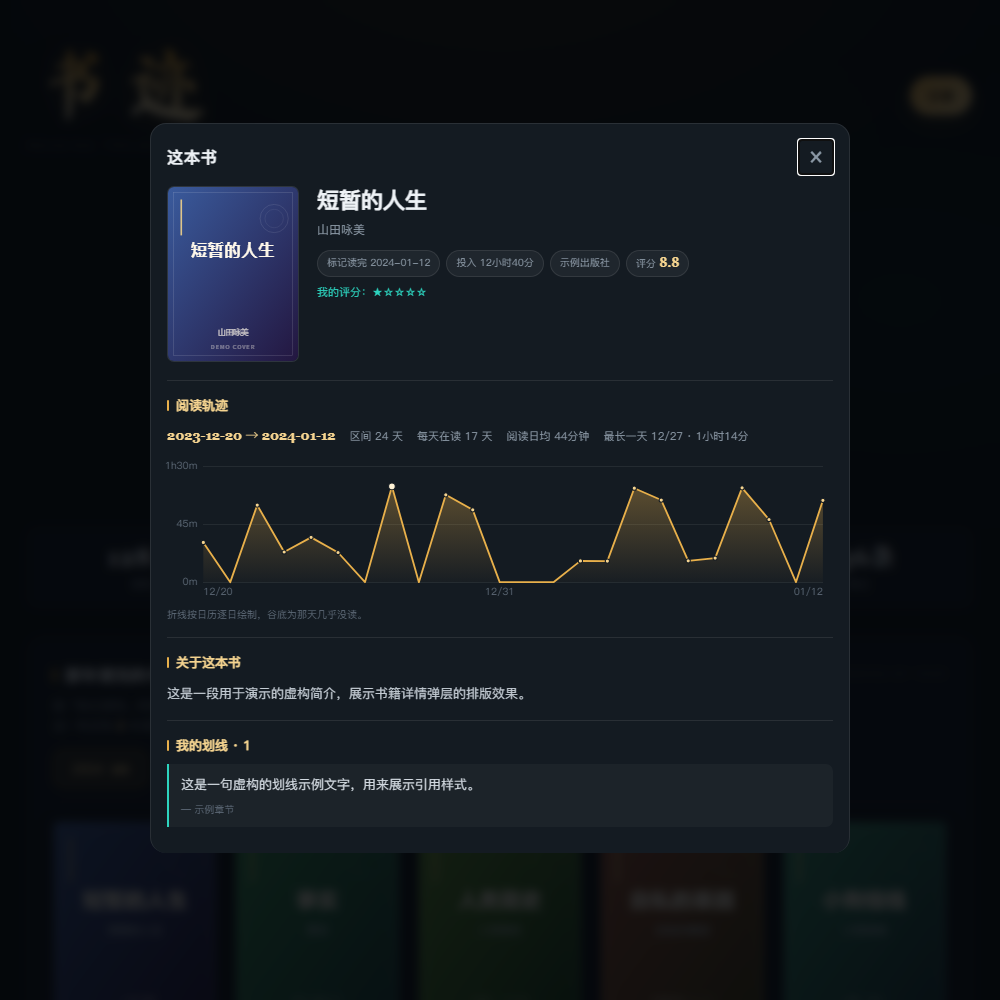 书迹
这本书
×
短暂的人生
山田咏美
DEMO COVER
短暂的人生
山田咏美
标记读完 2024-01-12 投入 12小时40分 示例出版社 评分 8.8
我的评分：★☆☆☆☆
阅读轨迹
2023-12-20 → 2024-01-12 区间 24 天 每天在读 17 天 阅读日均 44分钟 最长一天 12/27 · 1小时14分
1h30m
45m
0m
12/20 12/31 01/12
折线按日历逐日绘制，谷底为那天几乎没读。
关于这本书
这是一段用于演示的虚构简介，展示书籍详情弹层的排版效果。
我的划线 · 1
这是一句虚构的划线示例文字，用来展示引用样式。
— 示例章节